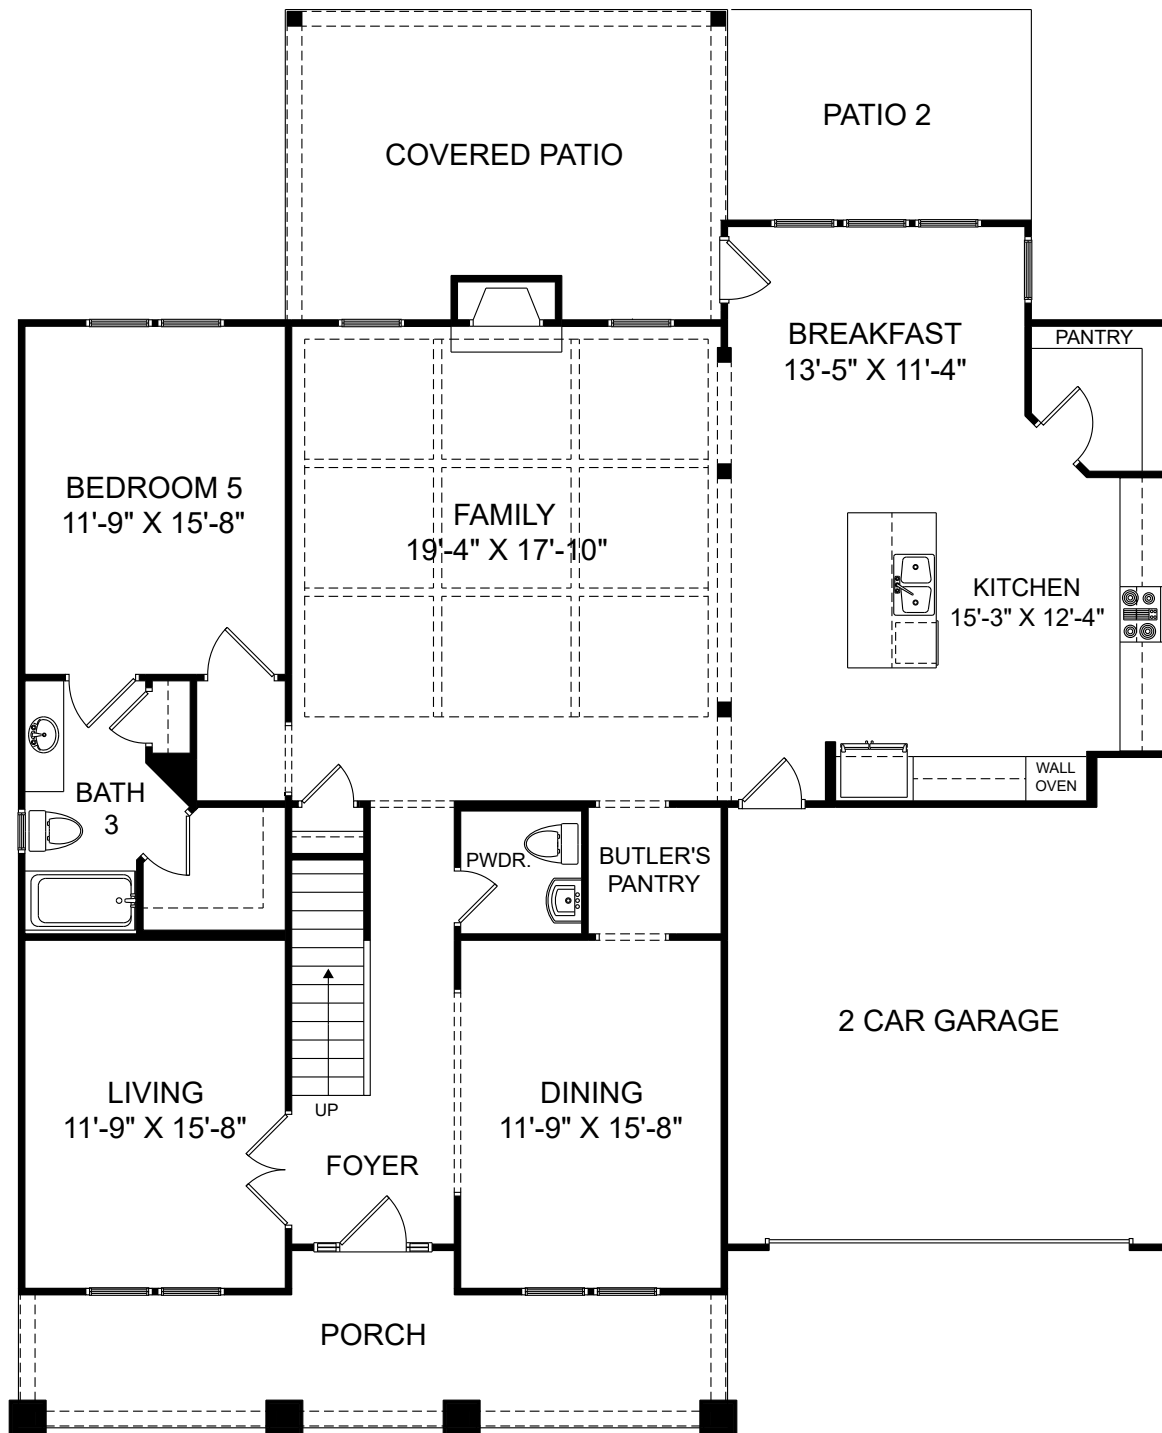 PATIO 2
COVERED PATIO
BREAKFAST
13'-5" X 11'-4"
PANTRY
BEDROOM 5
11'-9" X 15'-8"
FAMILY
19'-4" X 17'-10"
KITCHEN
15'-3" X 12'-4"
WALL
OVEN
BATH
3
PWDR.
BUTLER'S
PANTRY
2 CAR GARAGE
LIVING
11'-9" X 15'-8"
UP
DINING
11'-9" X 15'-8"
FOYER
PORCH